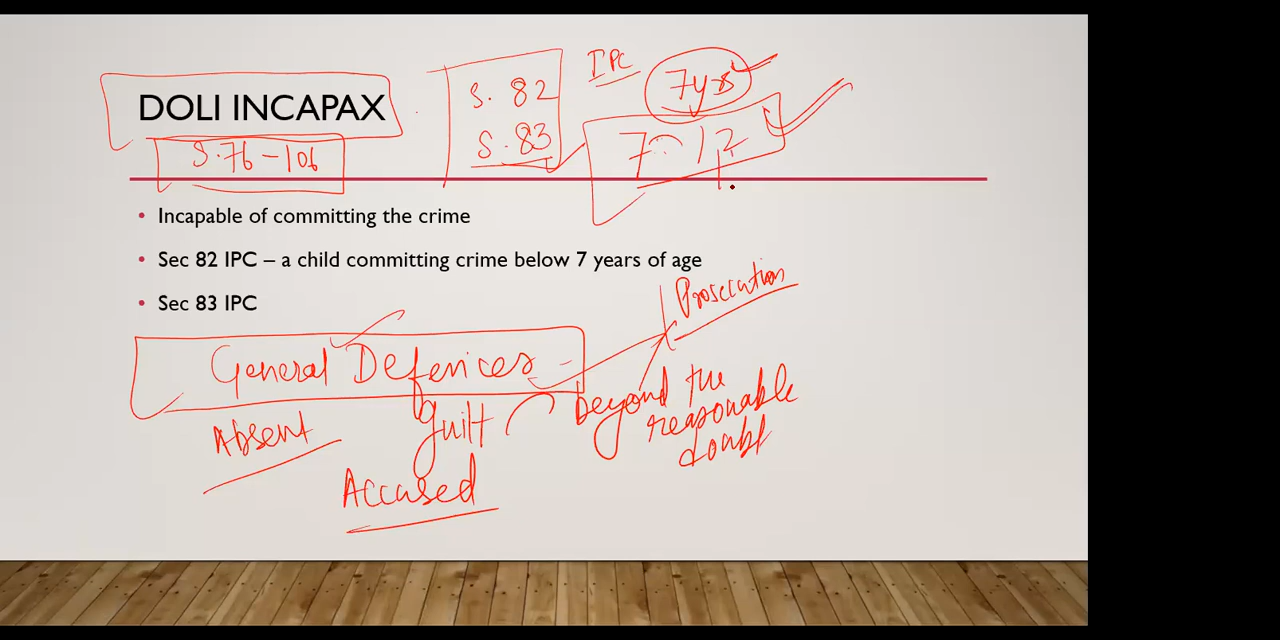 IPC
7yrs
S. 82
DOLI INCAPAX
S. 83
7-12
S.76-106
• Incapable of committing the crime
• Sec 82 IPC – a child committing crime below 7 years of age
Prosecution
• Sec 83 IPC
General Defences
Absent
guilt
beyond the
reasonable
doubt
Accused